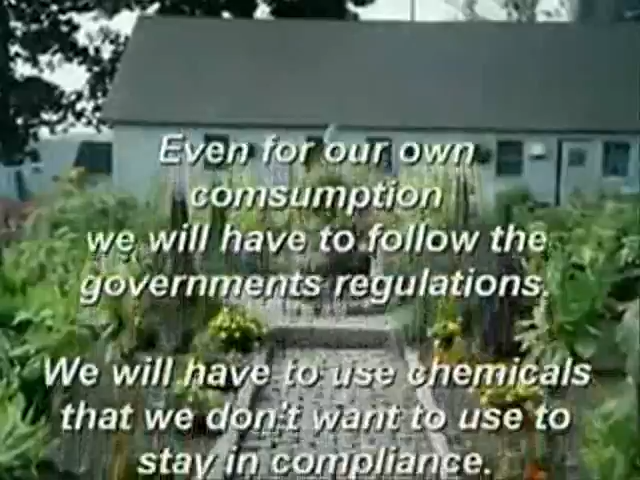 Even for our own
comsumption
we will have to follow the
governments regulations.
We will have to use chemicals
that we don't want to use to
stay in compliance.